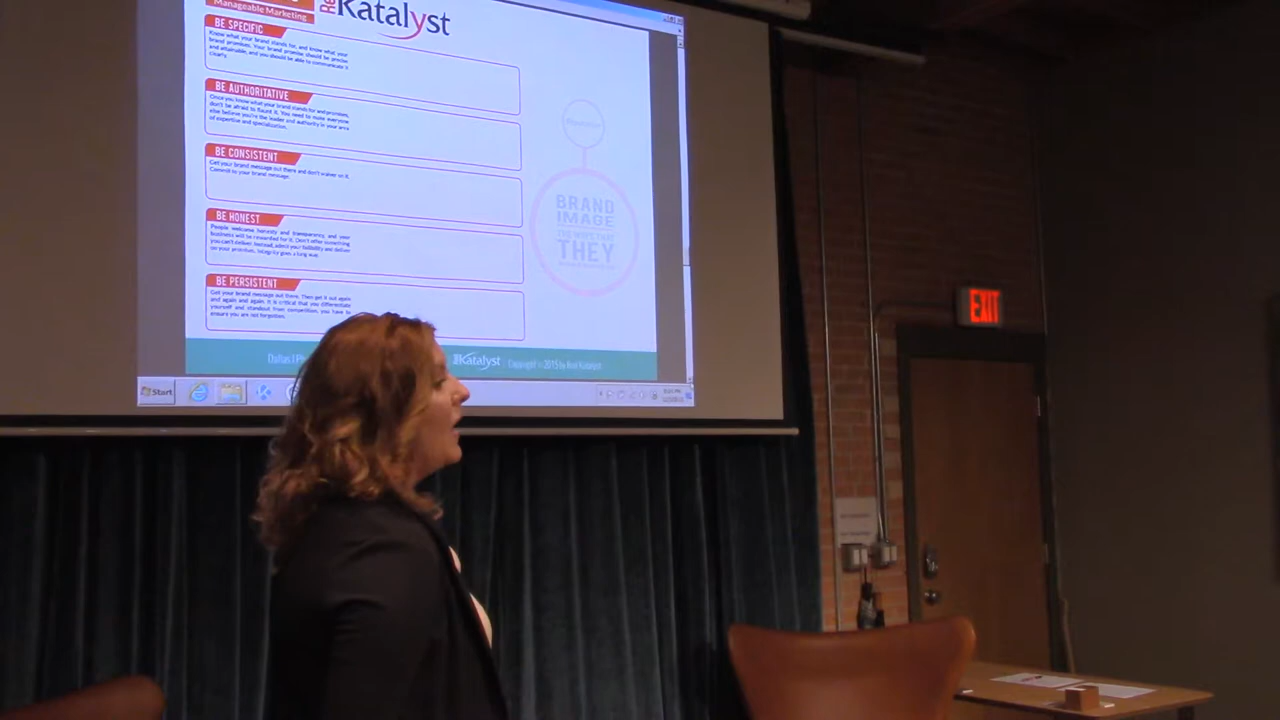 Manageable Marketing
Re
Katalyst
BE SPECIFIC
Know what your brand stands for, and know what your
brand promises. Your brand promise should be precise
and attainable, and you should be able to communicate it
clearly.
BE AUTHORITATIVE
Once you know what your brand stands for and promises,
don't be afraid to flaunt it. You need to make everyone
else believe you're the leader and authority in your area
of expertise and specialization.
BE CONSISTENT
Get your brand message out there and don't waiver on it.
Commit to your brand message.
BE HONEST
People welcome honesty and transparency, and your
business will be rewarded for it. Don't offer something
you can't deliver. Instead, admit your fallibility and deliver
on your promises. Integrity goes a long way.
BE PERSISTENT
Get your brand message out there. Then get it out again
and again and again. It is critical that you differentiate
yourself and standout from competition, you have to
ensure you are not forgotten.
BRAND
IMAGE
THEY
Dallas | Ph
Katalyst
Copyright © 2015 by Red Katalyst
Start
EXIT